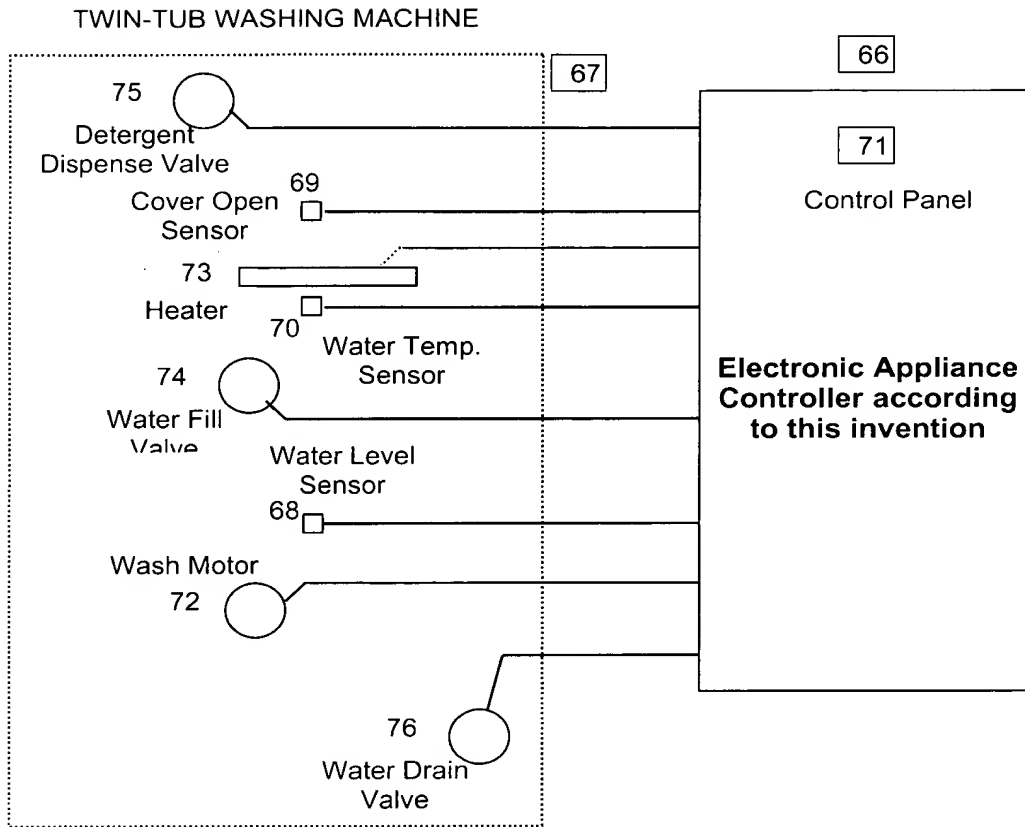 TWIN-TUB WASHING MACHINE
67
66
75
Detergent
Dispense Valve
71
Control Panel
69
Cover Open
Sensor
73
Heater
70
Water Temp.
Sensor
74
Water Fill
Valve
Electronic Appliance
Controller according
to this invention
Water Level
Sensor
68
Wash Motor
72
76
Water Drain
Valve